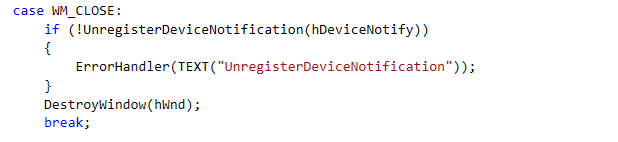 case WM_CLOSE:
    if (!UnregisterDeviceNotification(hDeviceNotify))
    {
        ErrorHandler(TEXT("UnregisterDeviceNotification"));
    }
    DestroyWindow(hWnd);
    break;